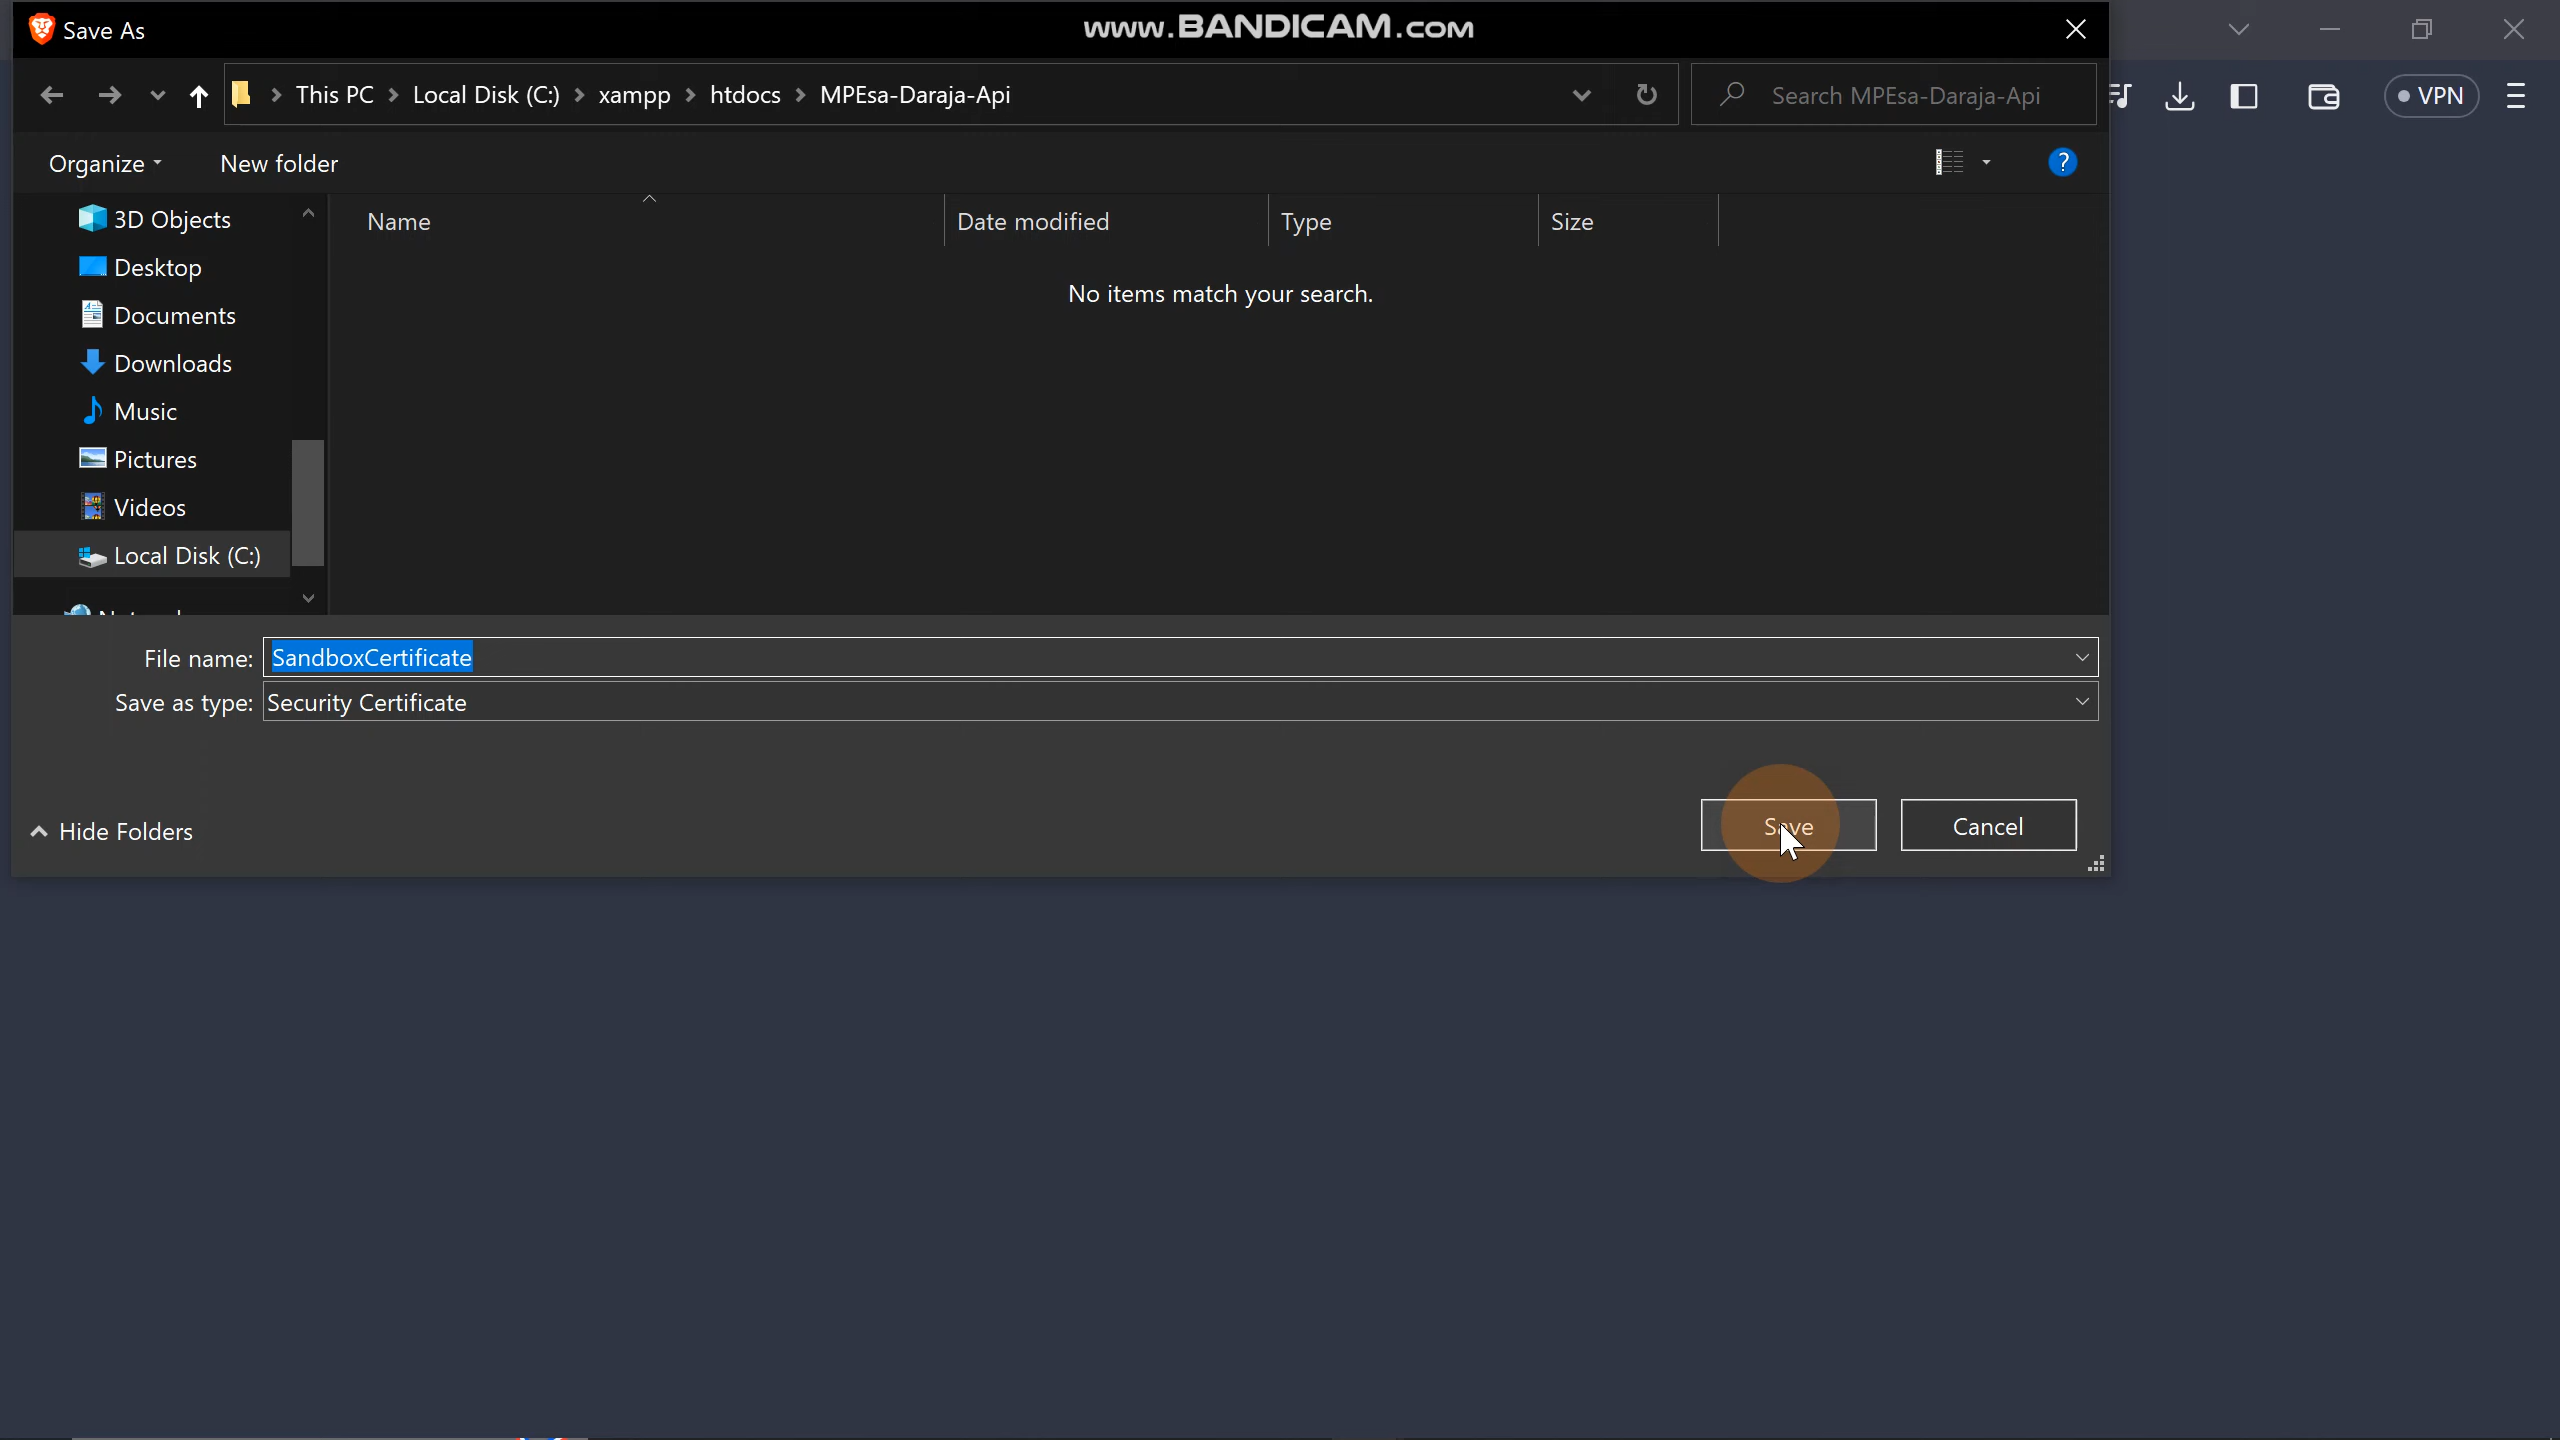 Save As
www.BANDICAM.com
This PC > Local Disk (C:) > xampp > htdocs > MPEsa-Daraja-Api
Search MPEsa-Daraja-Api
VPN
Organize
New folder
?
3D Objects
Desktop
Documents
Downloads
Music
Pictures
Videos
Local Disk (C:)
Name
Date modified
Type
Size
No items match your search.
File name: SandboxCertificate
Save as type: Security Certificate
Hide Folders
Save
Cancel